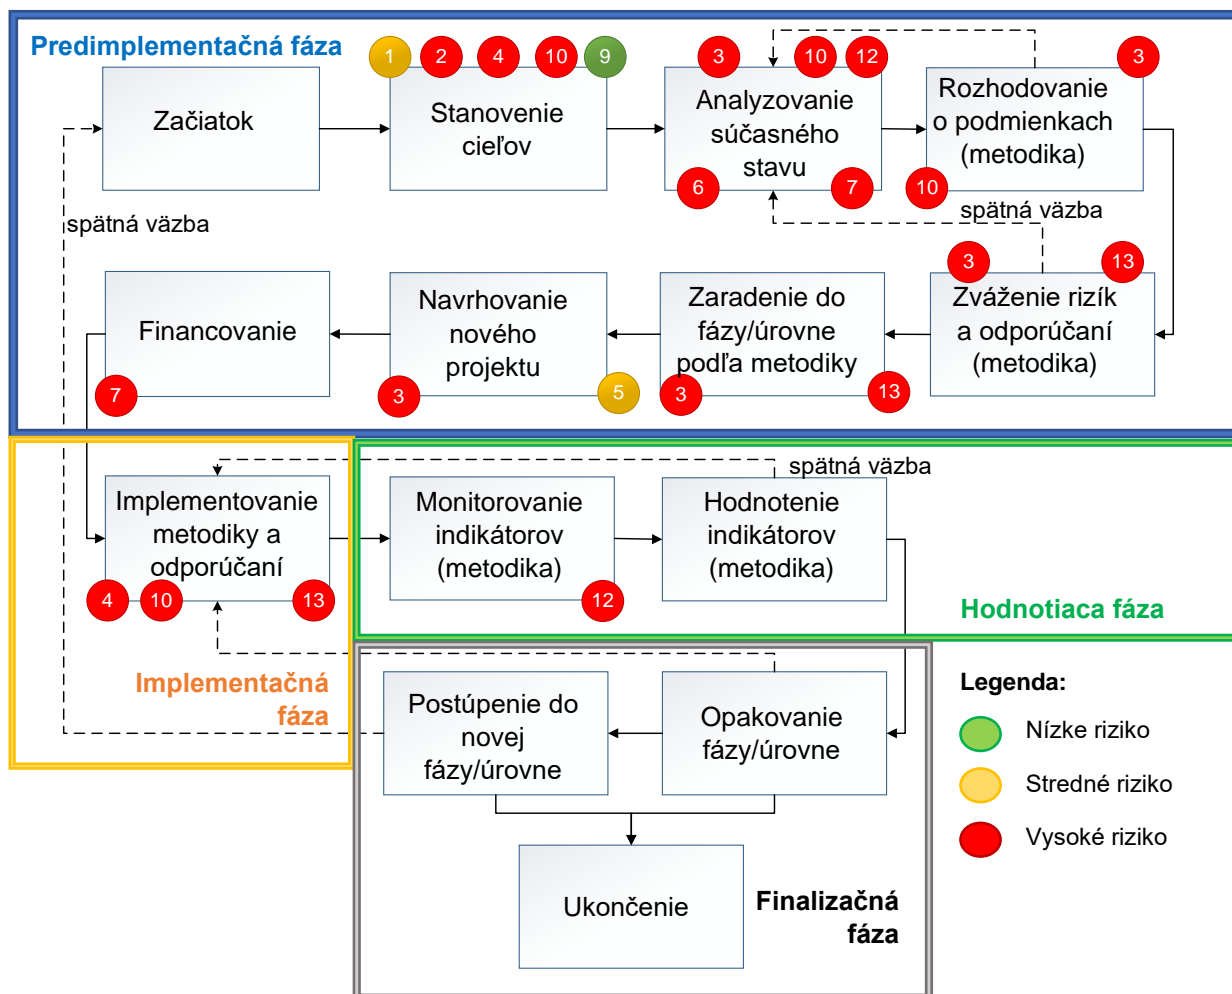 Predimplementačná fáza
1
2
4
10
9
3
10
12
3
Začiatok
Stanovenie
cieľov
Analyzovanie
súčasného
stavu
Rozhodovanie
o podmienkach
(metodika)
6
7
10
spätná väzba
spätná väzba
3
13
Financovanie
Navrhovanie
nového
projektu
Zaradenie do
fázy/úrovne
podľa metodiky
Zváženie rizík
a odporúčaní
(metodika)
7
3
5
3
13
spätná väzba
Implementovanie
metodiky a
odporúčaní
Monitorovanie
indikátorov
(metodika)
Hodnotenie
indikátorov
(metodika)
4
10
13
12
Hodnotiaca fáza
Implementačná
fáza
Postúpenie do
novej
fázy/úrovne
Opakovanie
fázy/úrovne
Ukončenie
Finalizačná
fáza
Legenda:
Nízke riziko
Stredné riziko
Vysoké riziko